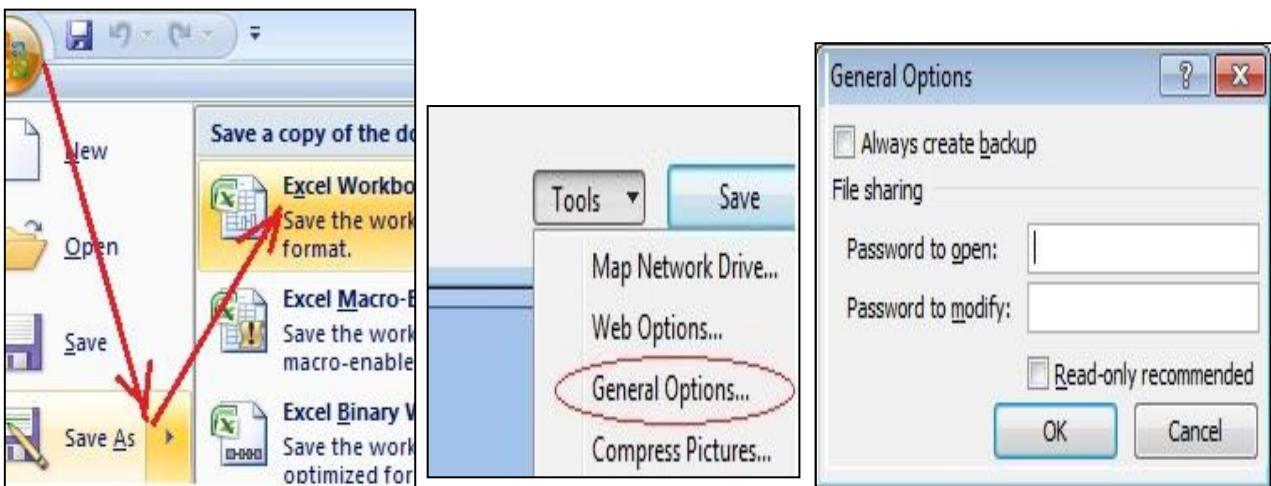 New
Open
Save
Save As
Save a copy of the do
Excel Workbo
Save the work
format.
Excel Macro-E
Save the work
macro-enable
Excel Binary W
Save the work
optimized for
Tools
Save
Map Network Drive...
Web Options...
General Options...
Compress Pictures...
General Options
Always create backup
File sharing
Password to open:
Password to modify:
Read-only recommended
OK
Cancel